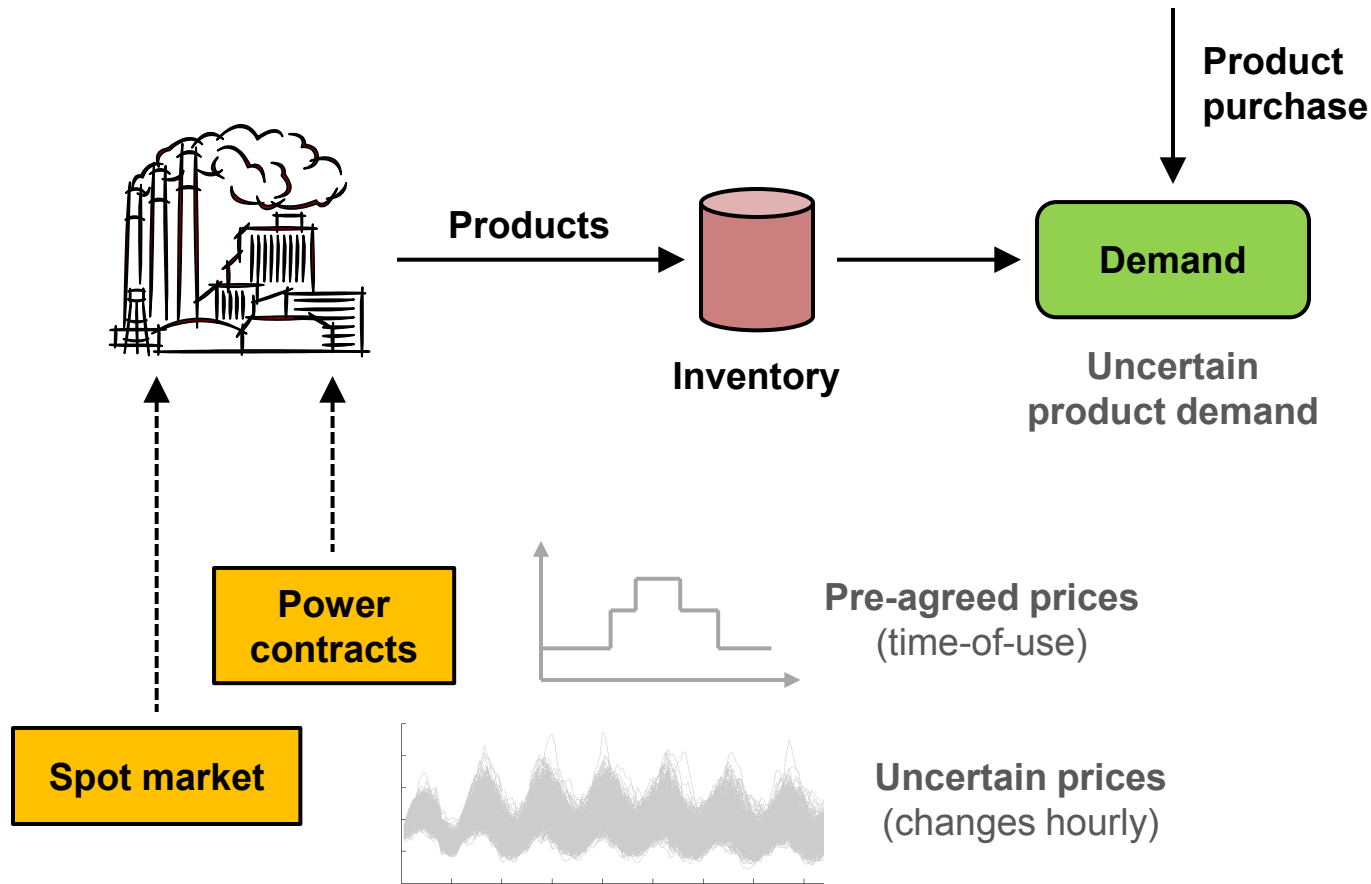 Product
purchase
Products
Demand
Inventory
Uncertain
product demand
Power
contracts
Pre-agreed prices
(time-of-use)
Spot market
Uncertain prices
(changes hourly)